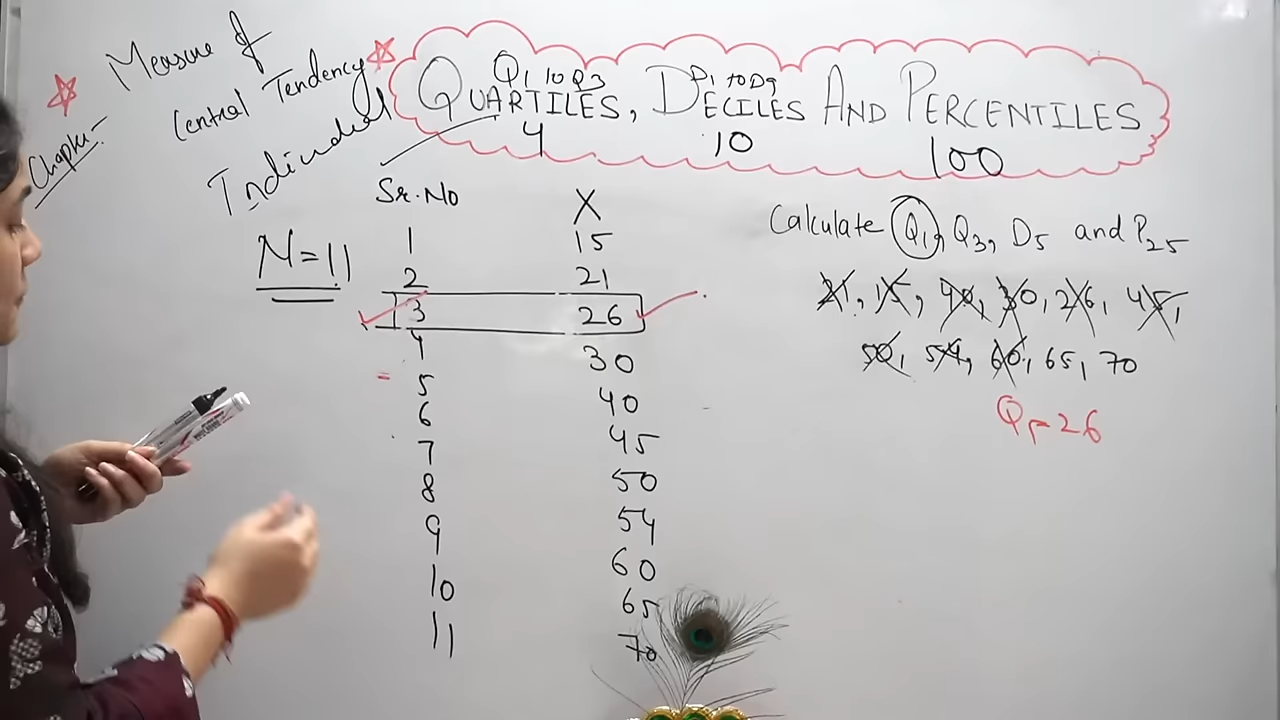 Chapter:-
Measure of
Central Tendency
Individual
Q1 to Q3
D1 to D9
QUARTILES, DECILES AND PERCENTILES
4 10 100
N=11
Sr.No X
1 15
2 21
3 26
4 30
5 40
6 45
7 50
8 54
9 60
10 65
11 70
Calculate Q1, Q3, D5 and P25
21, 15, 40, 30, 26, 45,
50, 54, 60, 65, 70
Q1=26